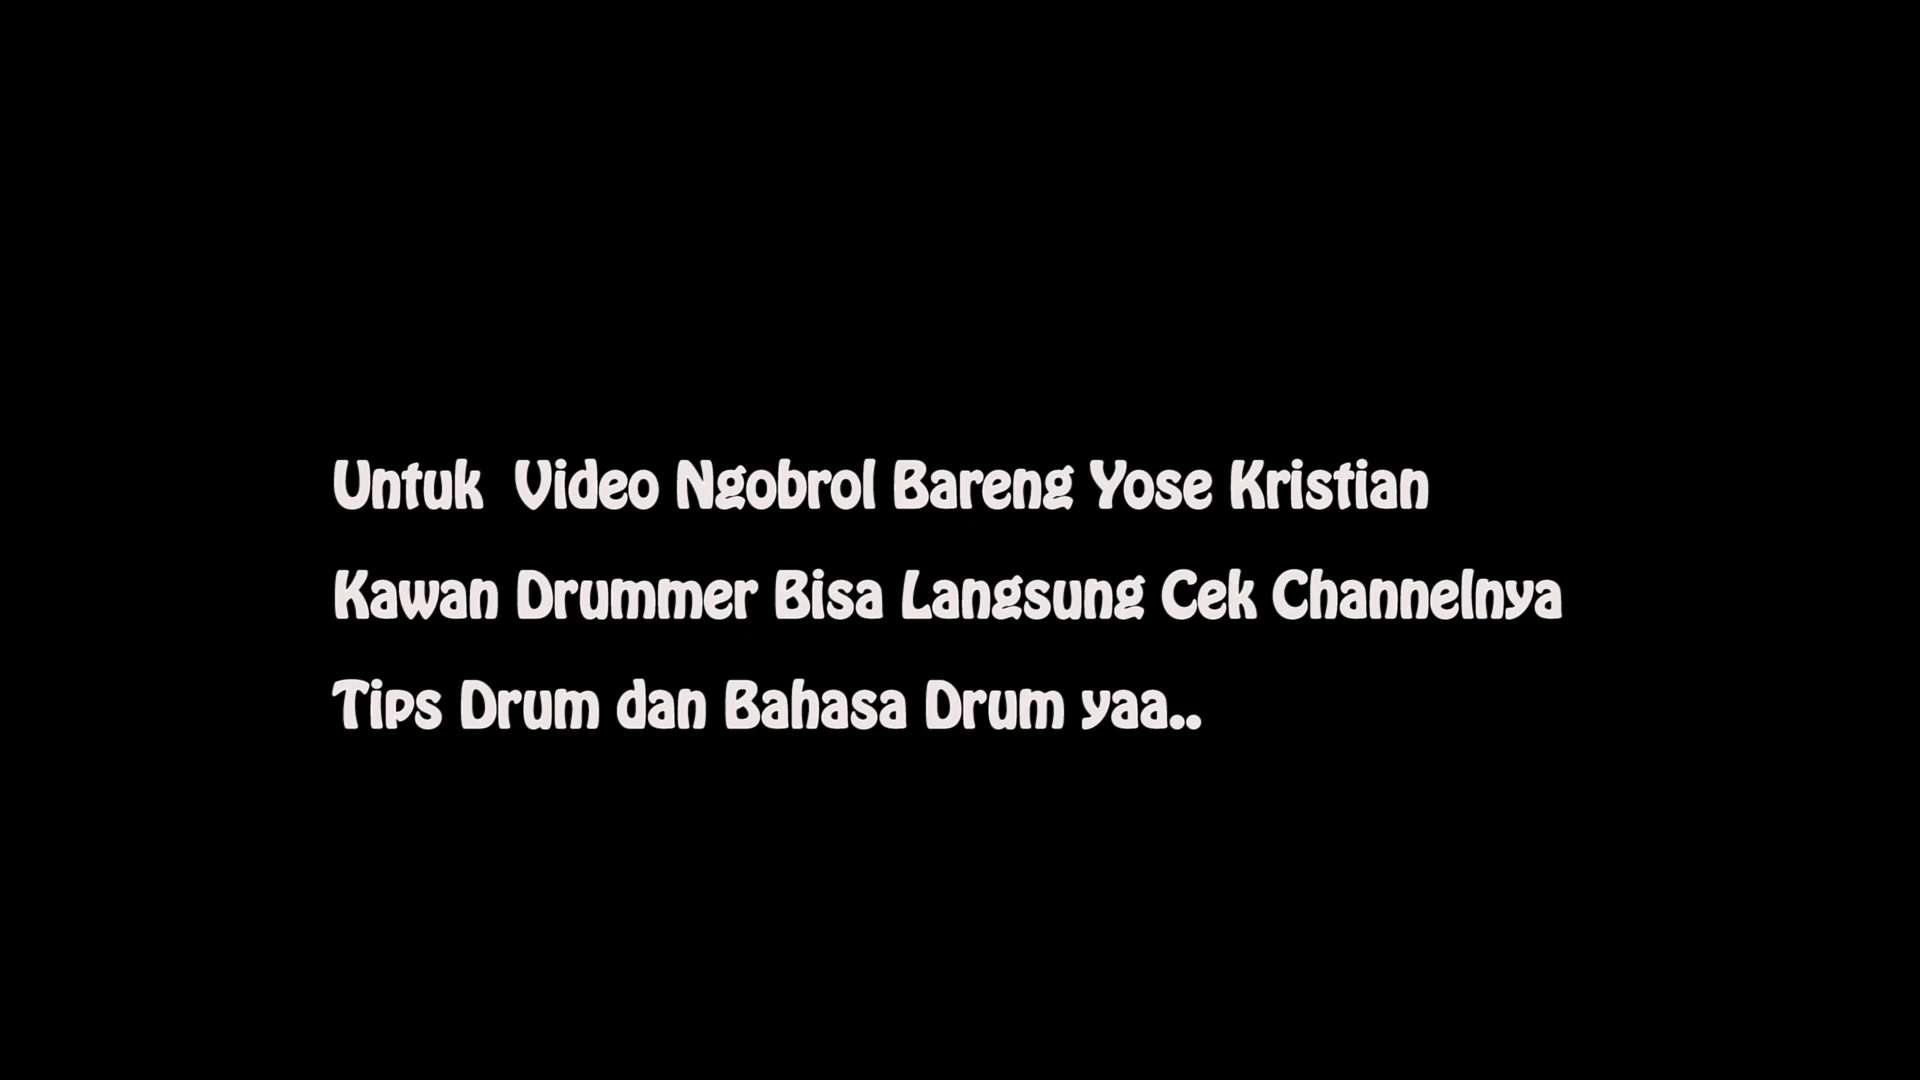 Untuk  Video Ngobrol Bareng Yose Kristian
Kawan Drummer Bisa Langsung Cek Channelnya
Tips Drum dan Bahasa Drum yaa..